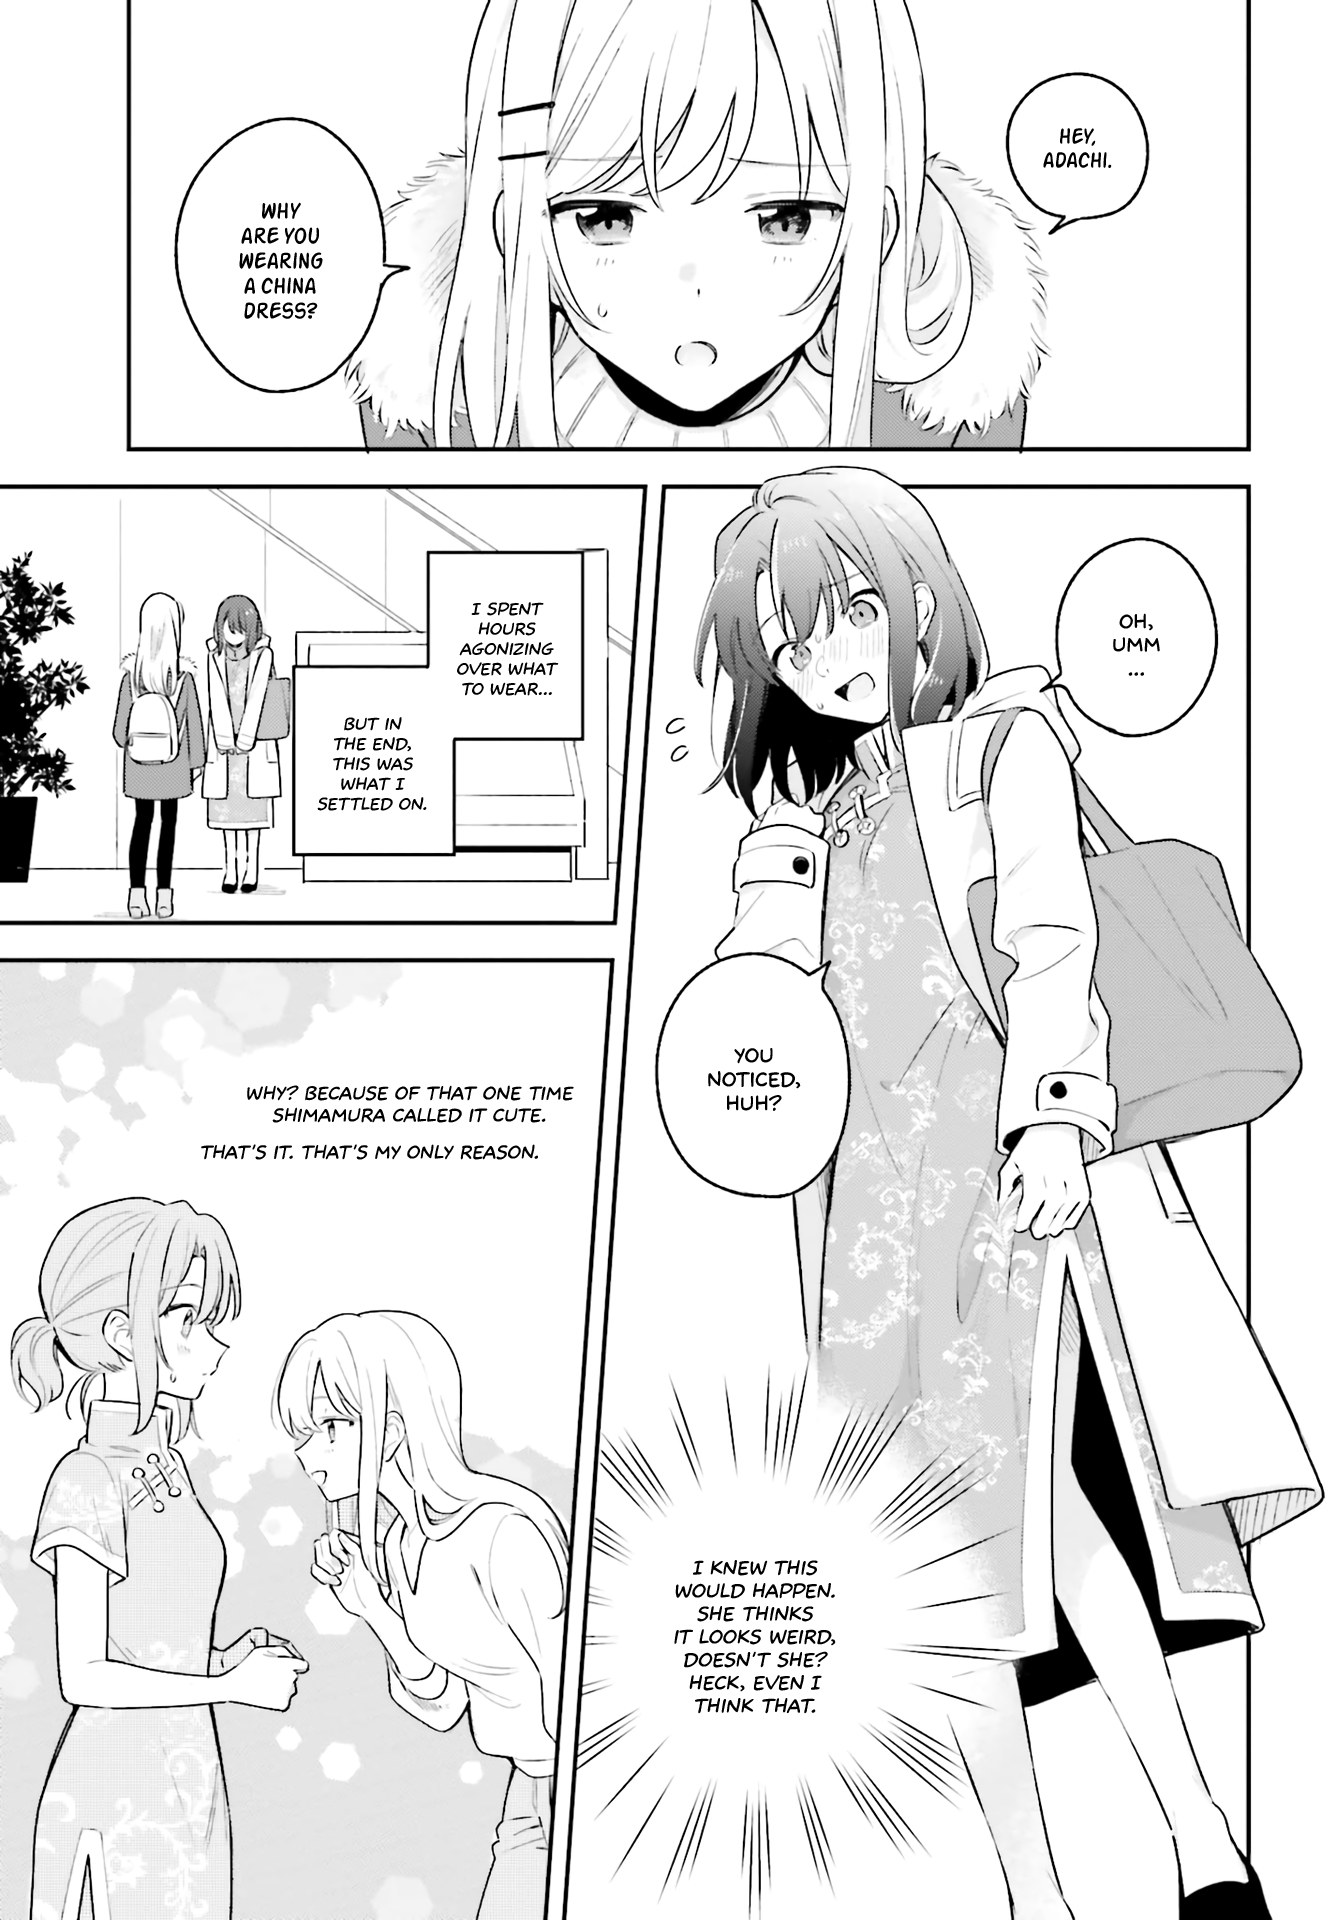 HEY,
ADACHI.
WHY
ARE YOU
WEARING
A CHINA
DRESS?
OH,
UMM
...
YOU
NOTICED,
HUH?
I KNEW THIS
WOULD HAPPEN.
SHE THINKS
IT LOOKS WEIRD,
DOESN'T SHE?
HECK, EVEN I
THINK THAT.
I SPENT
HOURS
AGONIZING
OVER WHAT
TO WEAR...
BUT IN
THE END,
THIS WAS
WHAT I
SETTLED ON.
WHY? BECAUSE OF THAT ONE TIME
SHIMAMURA CALLED IT CUTE.
THAT'S IT. THAT'S MY ONLY REASON.